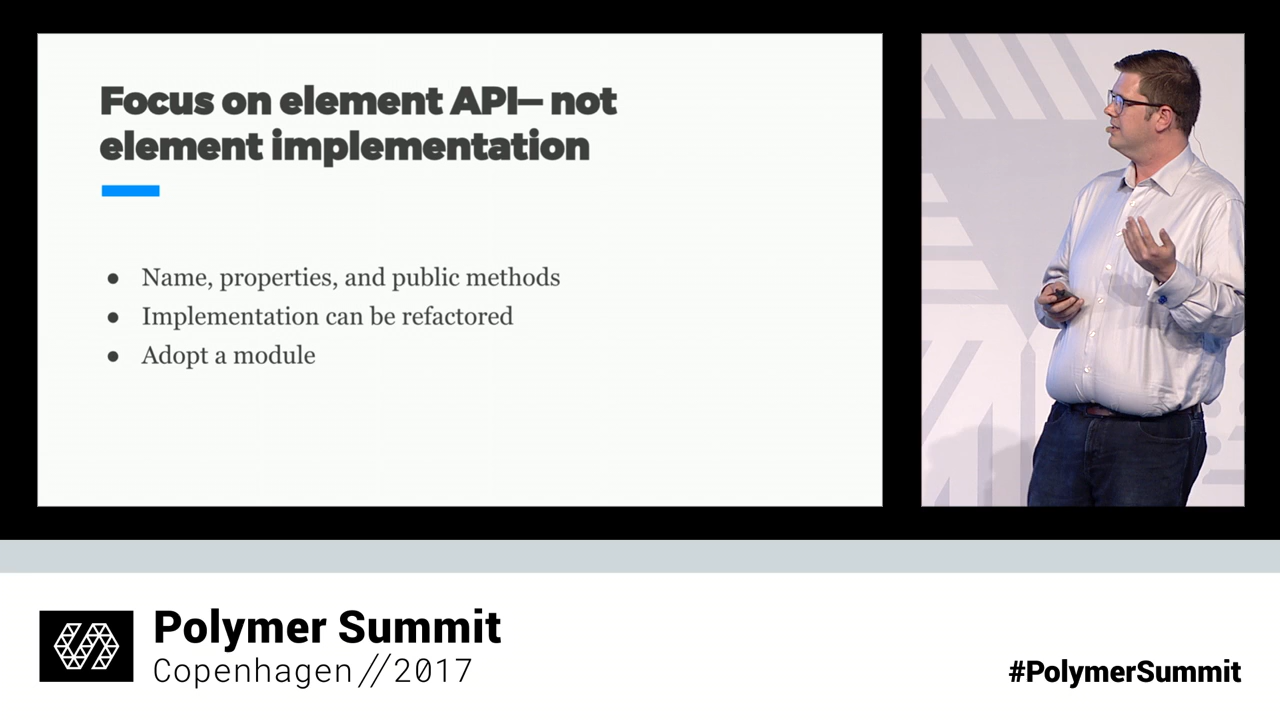 Focus on element API— not
element implementation
● Name, properties, and public methods
● Implementation can be refactored
● Adopt a module
Polymer Summit
Copenhagen//2017
#PolymerSummit